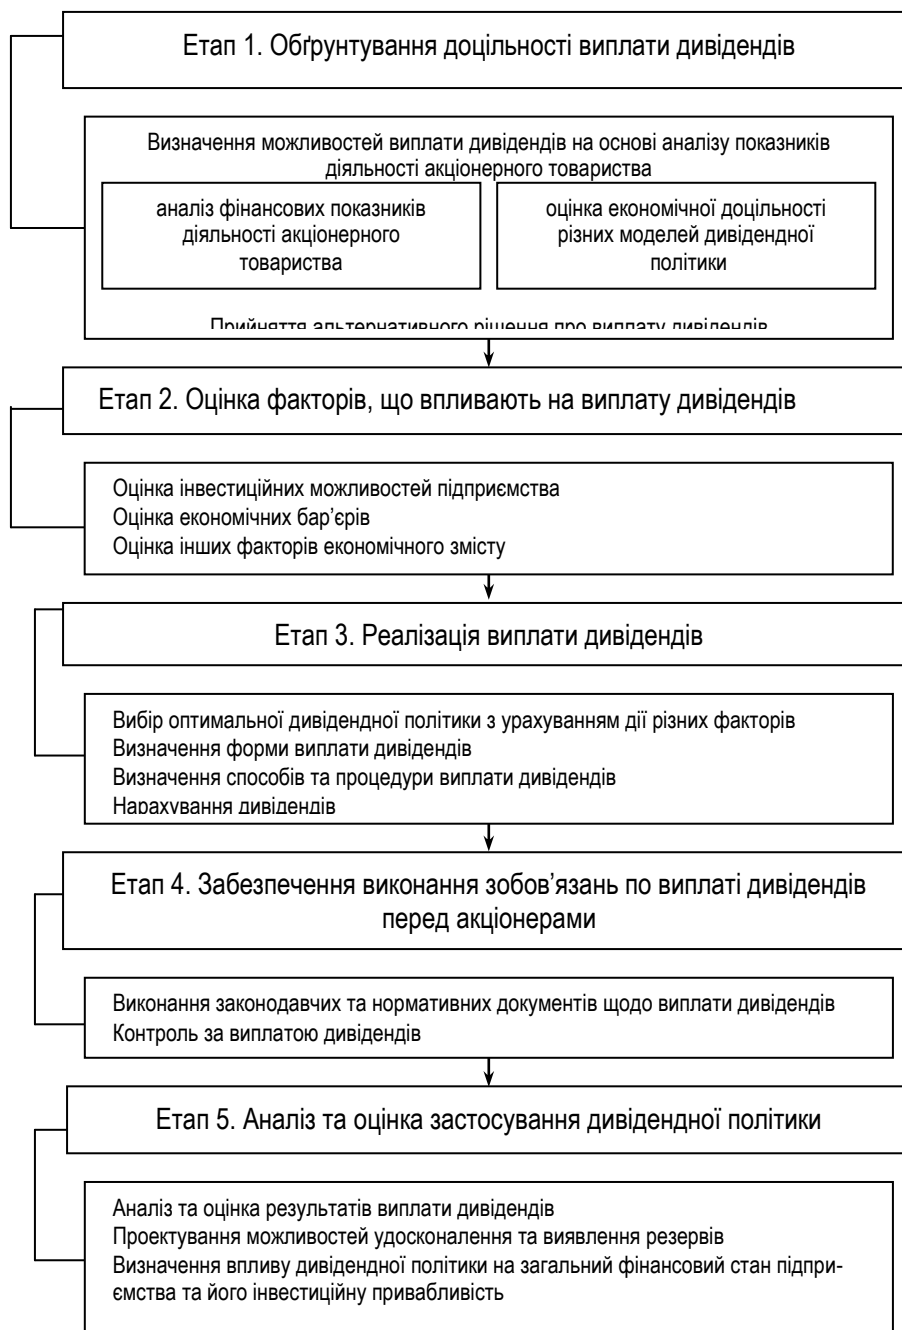 Етап 1. Обґрунтування доцільності виплати дивідендів
Визначення можливостей виплати дивідендів на основі аналізу показників
діяльності акціонерного товариства
аналіз фінансових показників
діяльності акціонерного
товариства
оцінка економічної доцільності
різних моделей дивідендної
політики
Прийняття альтернативного рішення про виплату дивідендів
Етап 2. Оцінка факторів, що впливають на виплату дивідендів
Оцінка інвестиційних можливостей підприємства
Оцінка економічних бар’єрів
Оцінка інших факторів економічного змісту
Етап 3. Реалізація виплати дивідендів
Вибір оптимальної дивідендної політики з урахуванням дії різних факторів
Визначення форми виплати дивідендів
Визначення способів та процедури виплати дивідендів
Нарахування дивідендів
Етап 4. Забезпечення виконання зобов’язань по виплаті дивідендів
перед акціонерами
Виконання законодавчих та нормативних документів щодо виплати дивідендів
Контроль за виплатою дивідендів
Етап 5. Аналіз та оцінка застосування дивідендної політики
Аналіз та оцінка результатів виплати дивідендів
Проектування можливостей удосконалення та виявлення резервів
Визначення впливу дивідендної політики на загальний фінансовий стан підпри-
ємства та його інвестиційну привабливість